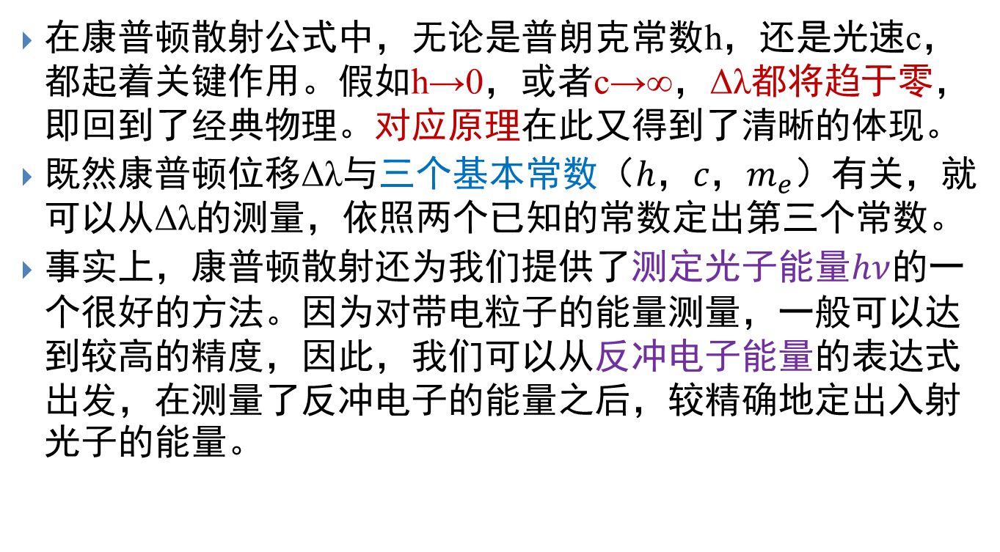 在康普顿散射公式中，无论是普朗克常数h，还是光速c，
都起着关键作用。假如h→0，或者c→∞，Δλ都将趋于零，
即回到了经典物理。对应原理在此又得到了清晰的体现。
既然康普顿位移Δλ与三个基本常数（h，c，mₑ）有关，就
可以从Δλ的测量，依照两个已知的常数定出第三个常数。
事实上，康普顿散射还为我们提供了测定光子能量hν的一
个很好的方法。因为对带电粒子的能量测量，一般可以达
到较高的精度，因此，我们可以从反冲电子能量的表达式
出发，在测量了反冲电子的能量之后，较精确地定出入射
光子的能量。